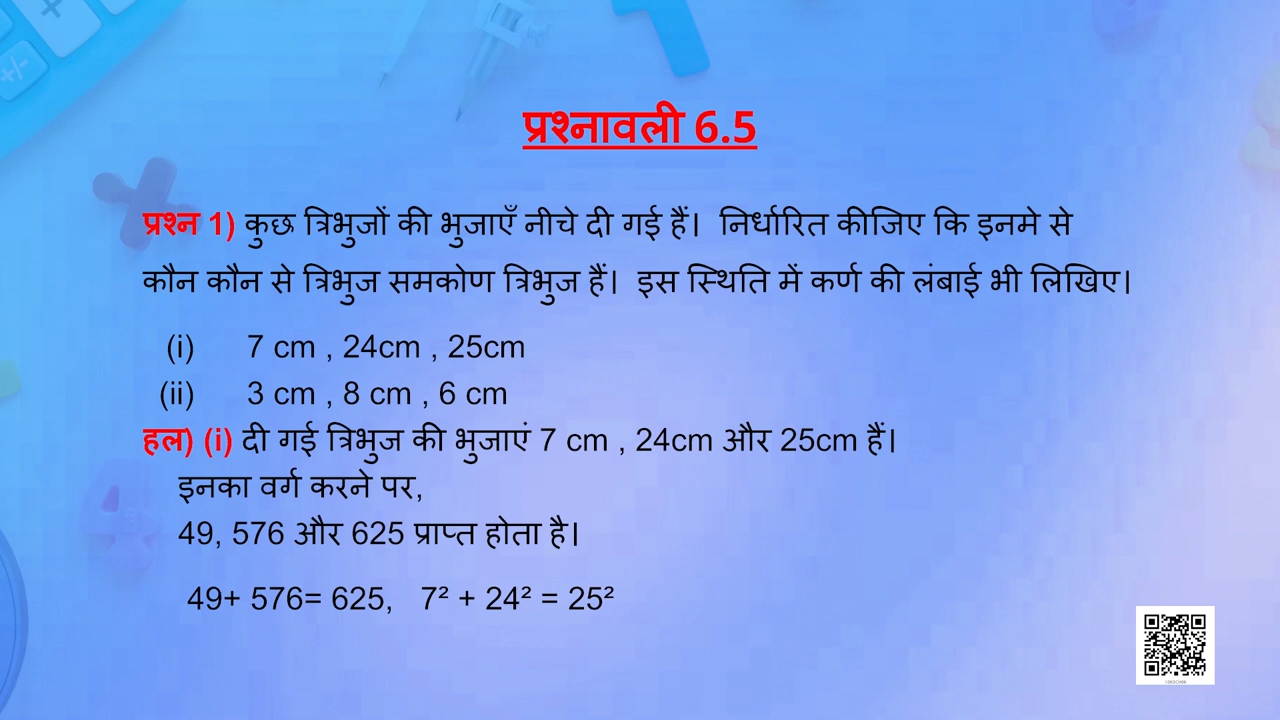 प्रश्नावली 6.5
प्रश्न 1) कुछ त्रिभुजों की भुजाएँ नीचे दी गई हैं। निर्धारित कीजिए कि इनमे से
कौन कौन से त्रिभुज समकोण त्रिभुज हैं। इस स्थिति में कर्ण की लंबाई भी लिखिए।
(i) 7 cm , 24cm , 25cm
(ii) 3 cm , 8 cm , 6 cm
हल) (i) दी गई त्रिभुज की भुजाएं 7 cm , 24cm और 25cm हैं।
इनका वर्ग करने पर,
49, 576 और 625 प्राप्त होता है।
49+ 576= 625, 7² + 24² = 25²